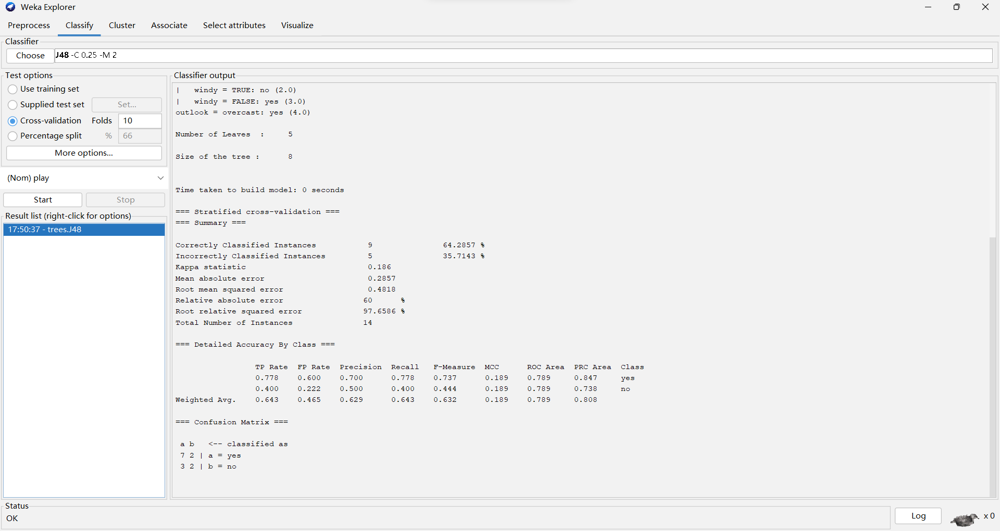 Weka Explorer
Preprocess Classify Cluster Associate Select attributes Visualize
Classifier
Choose J48 -C 0.25 -M 2
Test options
Use training set
Supplied test set Set...
Cross-validation Folds 10
Percentage split % 66
More options...
(Nom) play
Start Stop
Result list (right-click for options)
17:50:37 - trees.J48
Classifier output
| windy = TRUE: no (2.0)
| windy = FALSE: yes (3.0)
outlook = overcast: yes (4.0)
Number of Leaves : 5
Size of the tree : 8
Time taken to build model: 0 seconds
=== Stratified cross-validation ===
=== Summary ===
Correctly Classified Instances 9 64.2857 %
Incorrectly Classified Instances 5 35.7143 %
Kappa statistic 0.186
Mean absolute error 0.2857
Root mean squared error 0.4818
Relative absolute error 60 %
Root relative squared error 97.6586 %
Total Number of Instances 14
=== Detailed Accuracy By Class ===
TP Rate FP Rate Precision Recall F-Measure MCC ROC Area PRC Area Class
0.778 0.600 0.700 0.778 0.737 0.189 0.789 0.847 yes
0.400 0.222 0.500 0.400 0.444 0.189 0.789 0.738 no
Weighted Avg. 0.643 0.465 0.629 0.643 0.632 0.189 0.789 0.808
=== Confusion Matrix ===
a b <-- classified as
7 2 | a = yes
3 2 | b = no
Status
OK
Log x 0